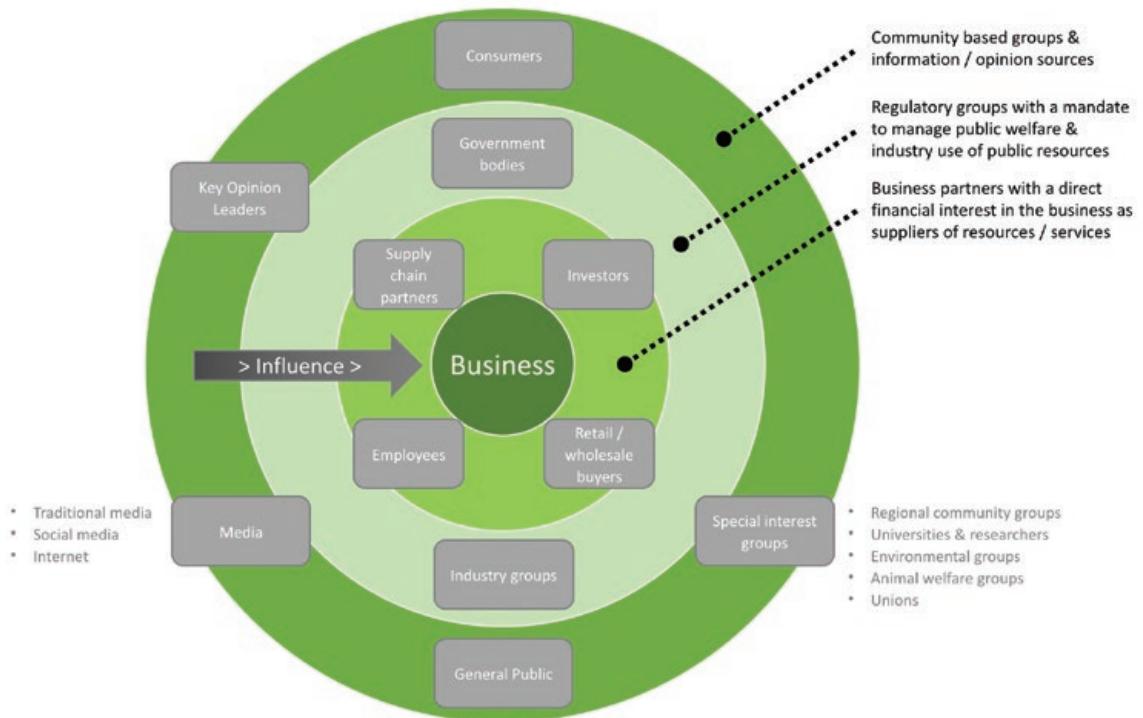 Consumers
Community based groups &
information / opinion sources
Government
bodies
Regulatory groups with a mandate
to manage public welfare &
industry use of public resources
Key Opinion
Leaders
Business partners with a direct
financial interest in the business as
suppliers of resources / services
Supply
chain
partners
Investors
> Influence >
Business
Employees
Retail /
wholesale
buyers
• Traditional media
• Social media
• Internet
Media
Special interest
groups
• Regional community groups
• Universities & researchers
• Environmental groups
• Animal welfare groups
• Unions
Industry groups
General Public